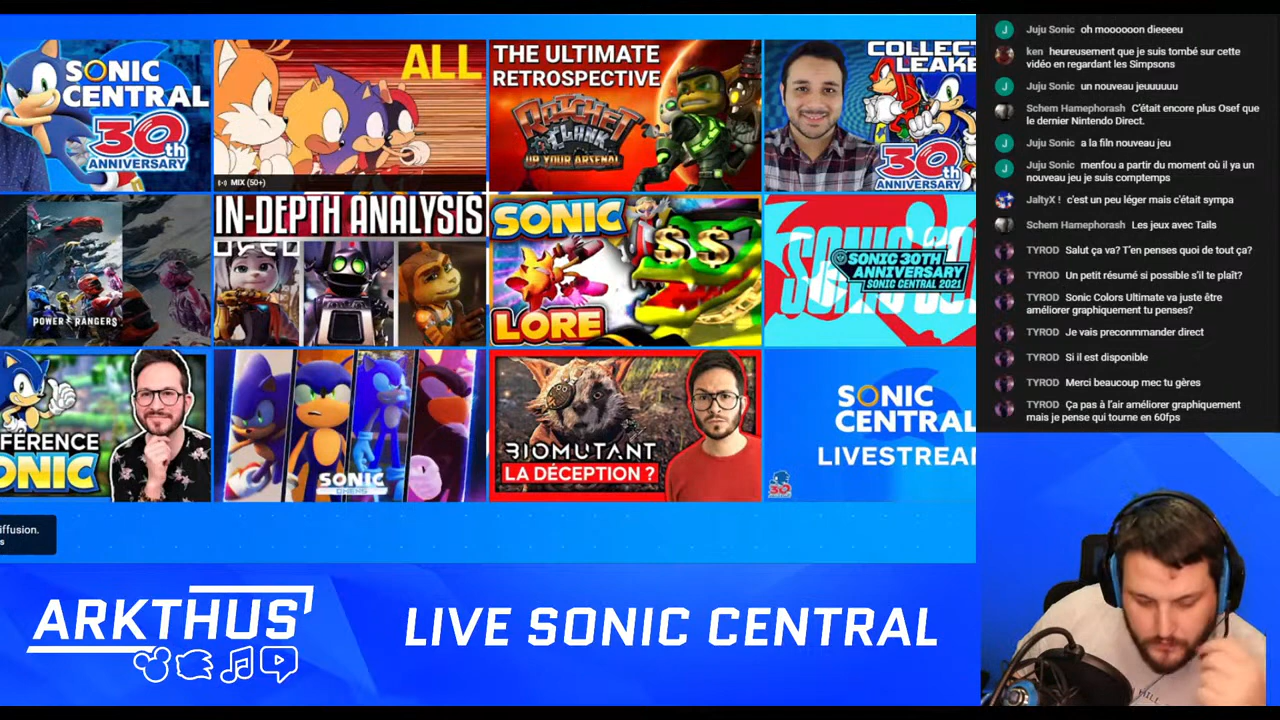 SONIC
CENTRAL
30th
ANNIVERSARY
ALL
MIX (50+)
THE ULTIMATE
RETROSPECTIVE
RATCHET
CLANK
UP YOUR ARSENAL
COLLECT
LEAKE
30th
ANNIVERSARY
POWER RANGERS
IN-DEPTH ANALYSIS
SONIC
$$
LORE
SONIC 30TH
ANNIVERSARY
SONIC CENTRAL 2021
FÉRENCE
SONIC
SONIC
BIOMUTANT
LA DÉCEPTION ?
SONIC
CENTRAL
LIVESTREAM
30
iffusion.
s
ARKTHUS'
LIVE SONIC CENTRAL
J Juju Sonic oh moooooon dieeeeu
ken heureusement que je suis tombé sur cette
vidéo en regardant les Simpsons
J Juju Sonic un nouveau jeuuuuuu
Schem Hamephorash C'était encore plus Osef que
le dernier Nintendo Direct.
J Juju Sonic a la filn nouveau jeu
J Juju Sonic menfou a partur du moment où il ya un
nouveau jeu je suis comptemps
JaltyX ! c'est un peu léger mais c'était sympa
Schem Hamephorash Les jeux avec Tails
TYROD Salut ça va? T'en penses quoi de tout ça?
TYROD Un petit résumé si possible s'il te plaît?
TYROD Sonic Colors Ultimate va juste être
améliorer graphiquement tu penses?
TYROD Je vais preconmmander direct
TYROD Si il est disponible
TYROD Merci beaucoup mec tu gères
TYROD Ça pas à l'air améliorer graphiquement
mais je pense qui tourne en 60fps